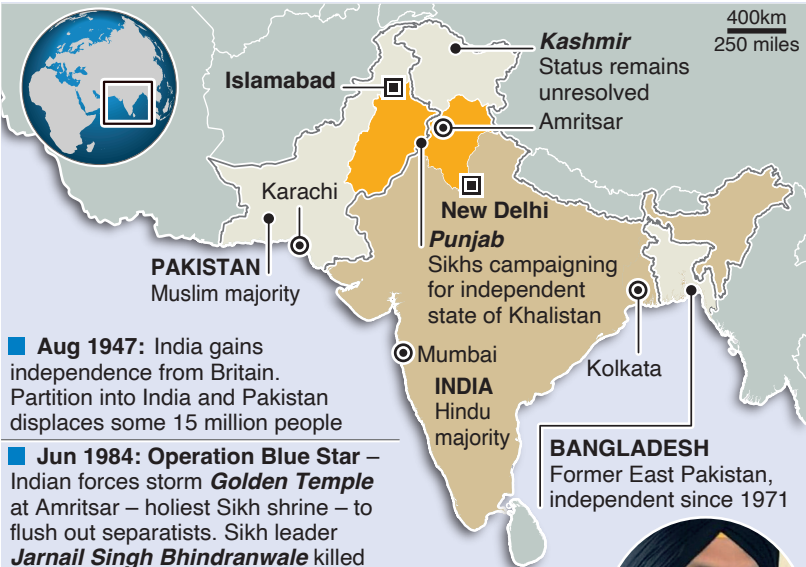 400km
250 miles
Kashmir
Status remains
unresolved
Islamabad
Amritsar
Karachi
New Delhi
Punjab
Sikhs campaigning
for independent
state of Khalistan
PAKISTAN
Muslim majority
Mumbai
Kolkata
INDIA
Hindu
majority
BANGLADESH
Former East Pakistan,
independent since 1971
Aug 1947: India gains
independence from Britain.
Partition into India and Pakistan
displaces some 15 million people
Jun 1984: Operation Blue Star –
Indian forces storm Golden Temple
at Amritsar – holiest Sikh shrine – to
flush out separatists. Sikh leader
Jarnail Singh Bhindranwale killed